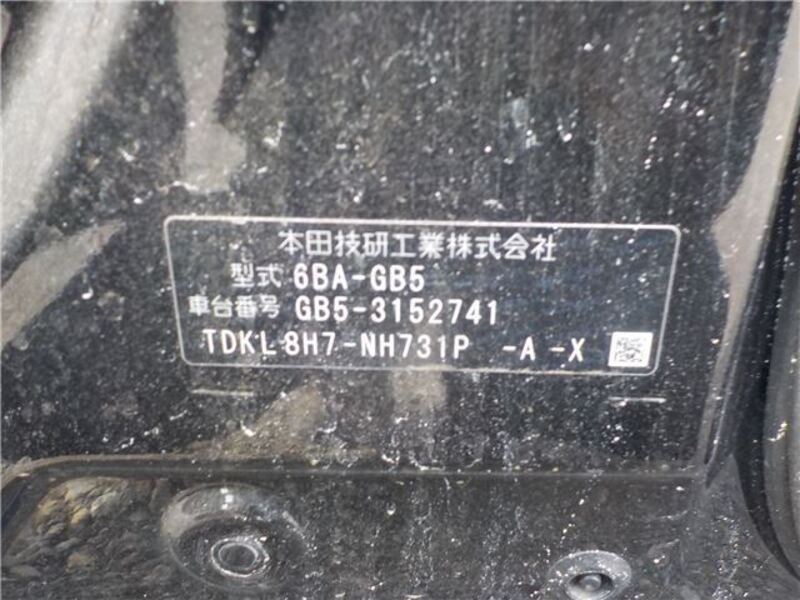 本田技研工業株式会社
型式 6BA-GB5
車台番号 GB5-3152741
TDKL8H7-NH731P -A -X